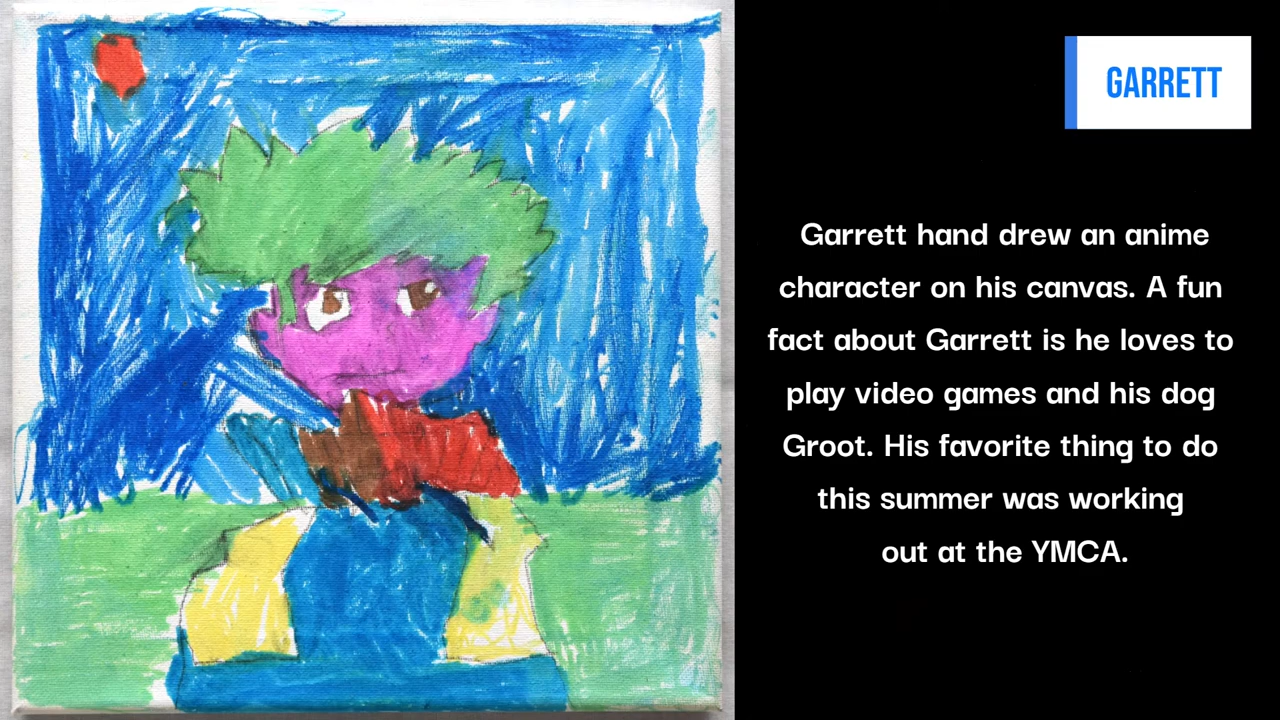 GARRETT
Garrett hand drew an anime
character on his canvas. A fun
fact about Garrett is he loves to
play video games and his dog
Groot. His favorite thing to do
this summer was working
out at the YMCA.